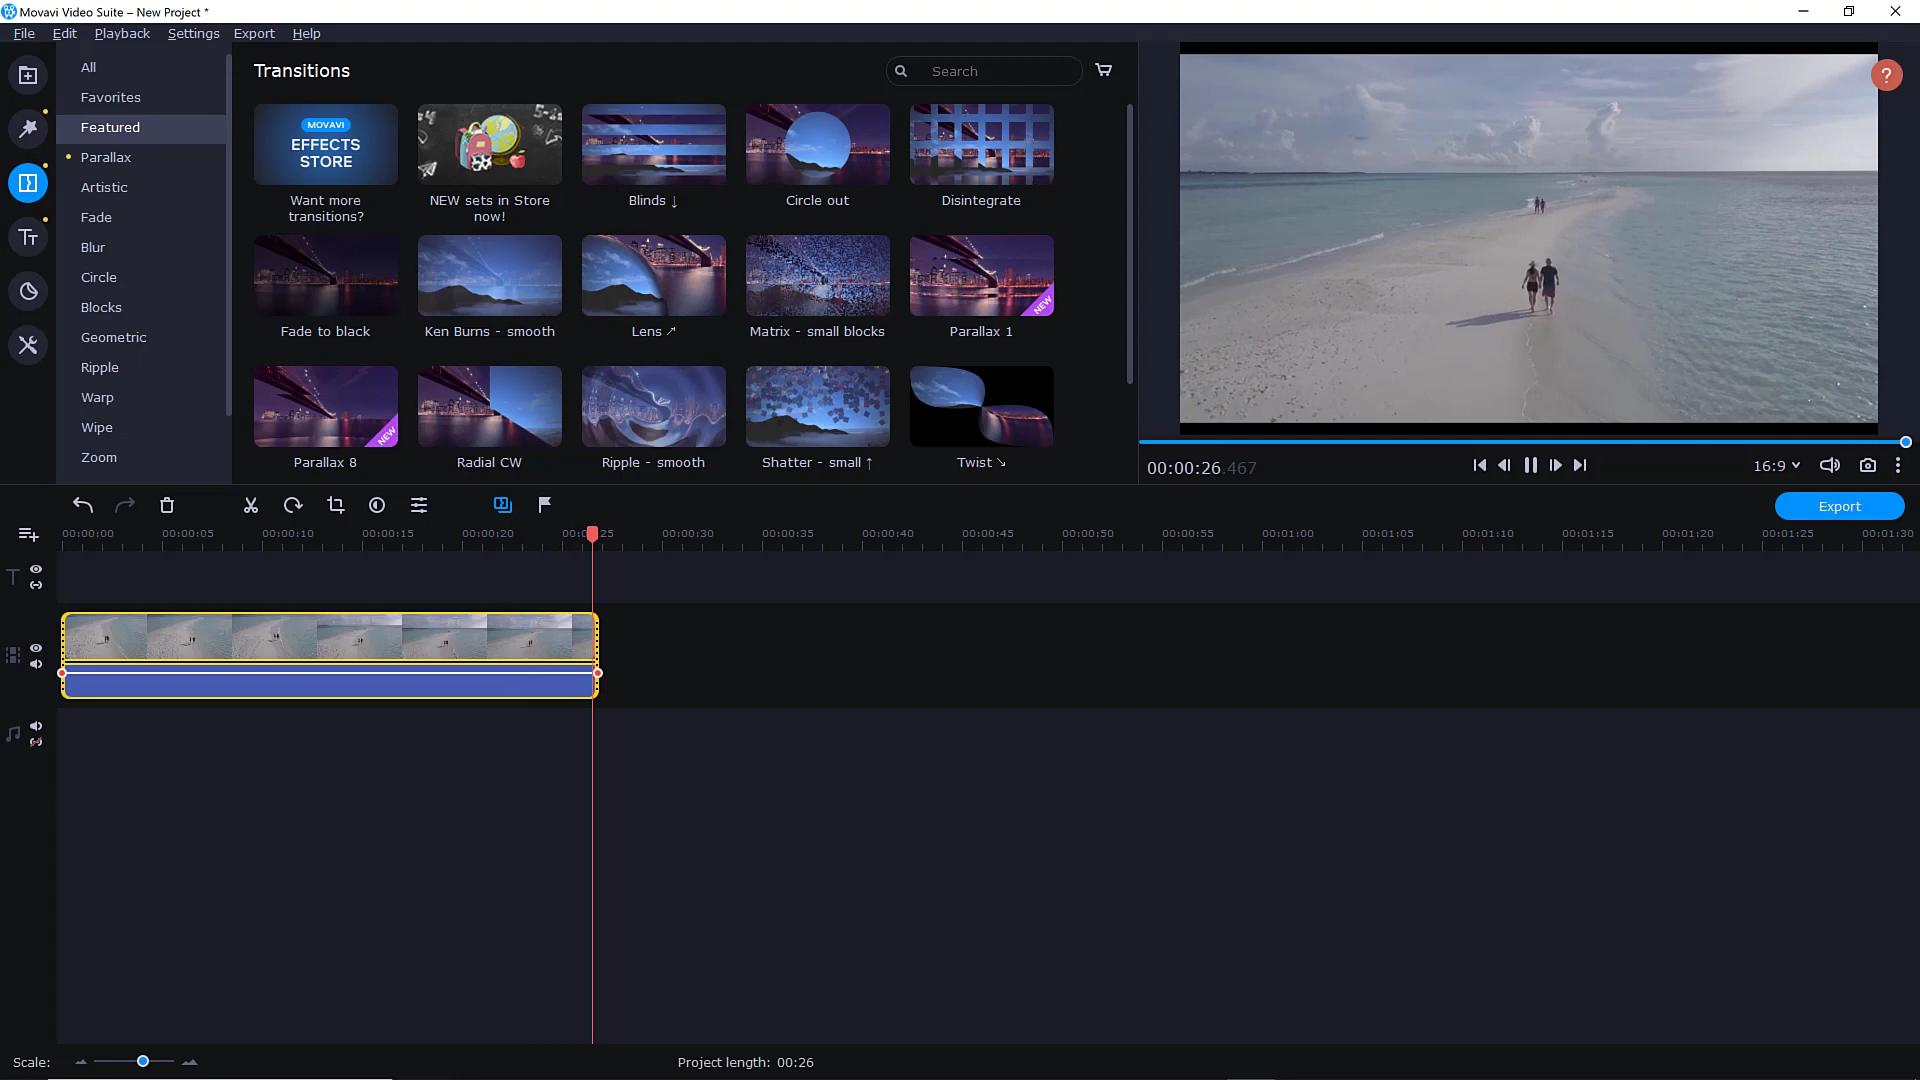 Movavi Video Suite – New Project *
File Edit Playback Settings Export Help
All
Favorites
Featured
Parallax
Artistic
Fade
Blur
Circle
Blocks
Geometric
Ripple
Warp
Wipe
Zoom
Transitions
Search
MOVAVI
EFFECTS
STORE
Want more
transitions?
NEW sets in Store
now!
Blinds ↓
Circle out
Disintegrate
Fade to black
Ken Burns - smooth
Lens ↗
Matrix - small blocks
NEW
Parallax 1
NEW
Parallax 8
Radial CW
Ripple - smooth
Shatter - small ↑
Twist ↘
?
00:00:26.467
16:9
Export
00:00:00 00:00:05 00:00:10 00:00:15 00:00:20 00:00:25 00:00:30 00:00:35 00:00:40 00:00:45 00:00:50 00:00:55 00:01:00 00:01:05 00:01:10 00:01:15 00:01:20 00:01:25 00:01:30
Scale:
Project length: 00:26